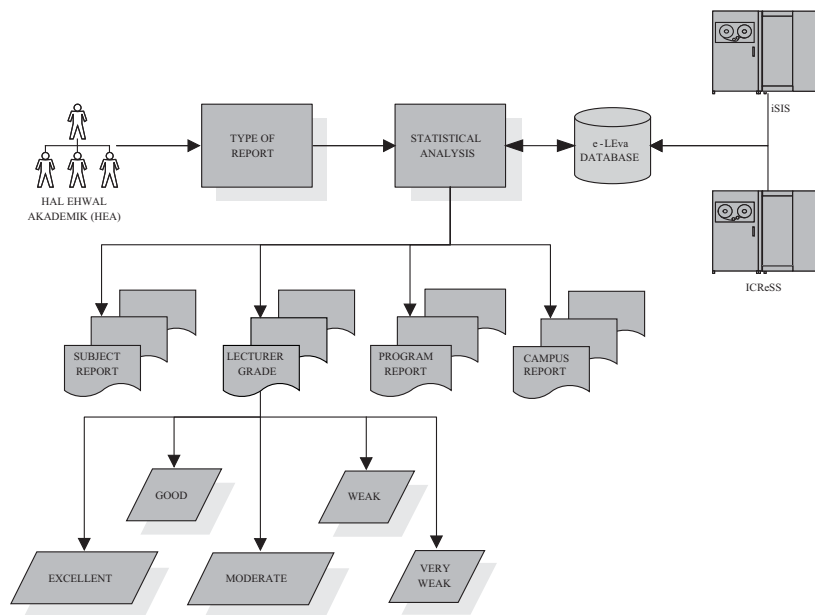 iSIS
TYPE OF
REPORT
STATISTICAL
ANALYSIS
e - LEva
DATABASE
HAL EHWAL
AKADEMIK (HEA)
ICReSS
SUBJECT
REPORT
LECTURER
GRADE
PROGRAM
REPORT
CAMPUS
REPORT
GOOD
WEAK
EXCELLENT
MODERATE
VERY
WEAK